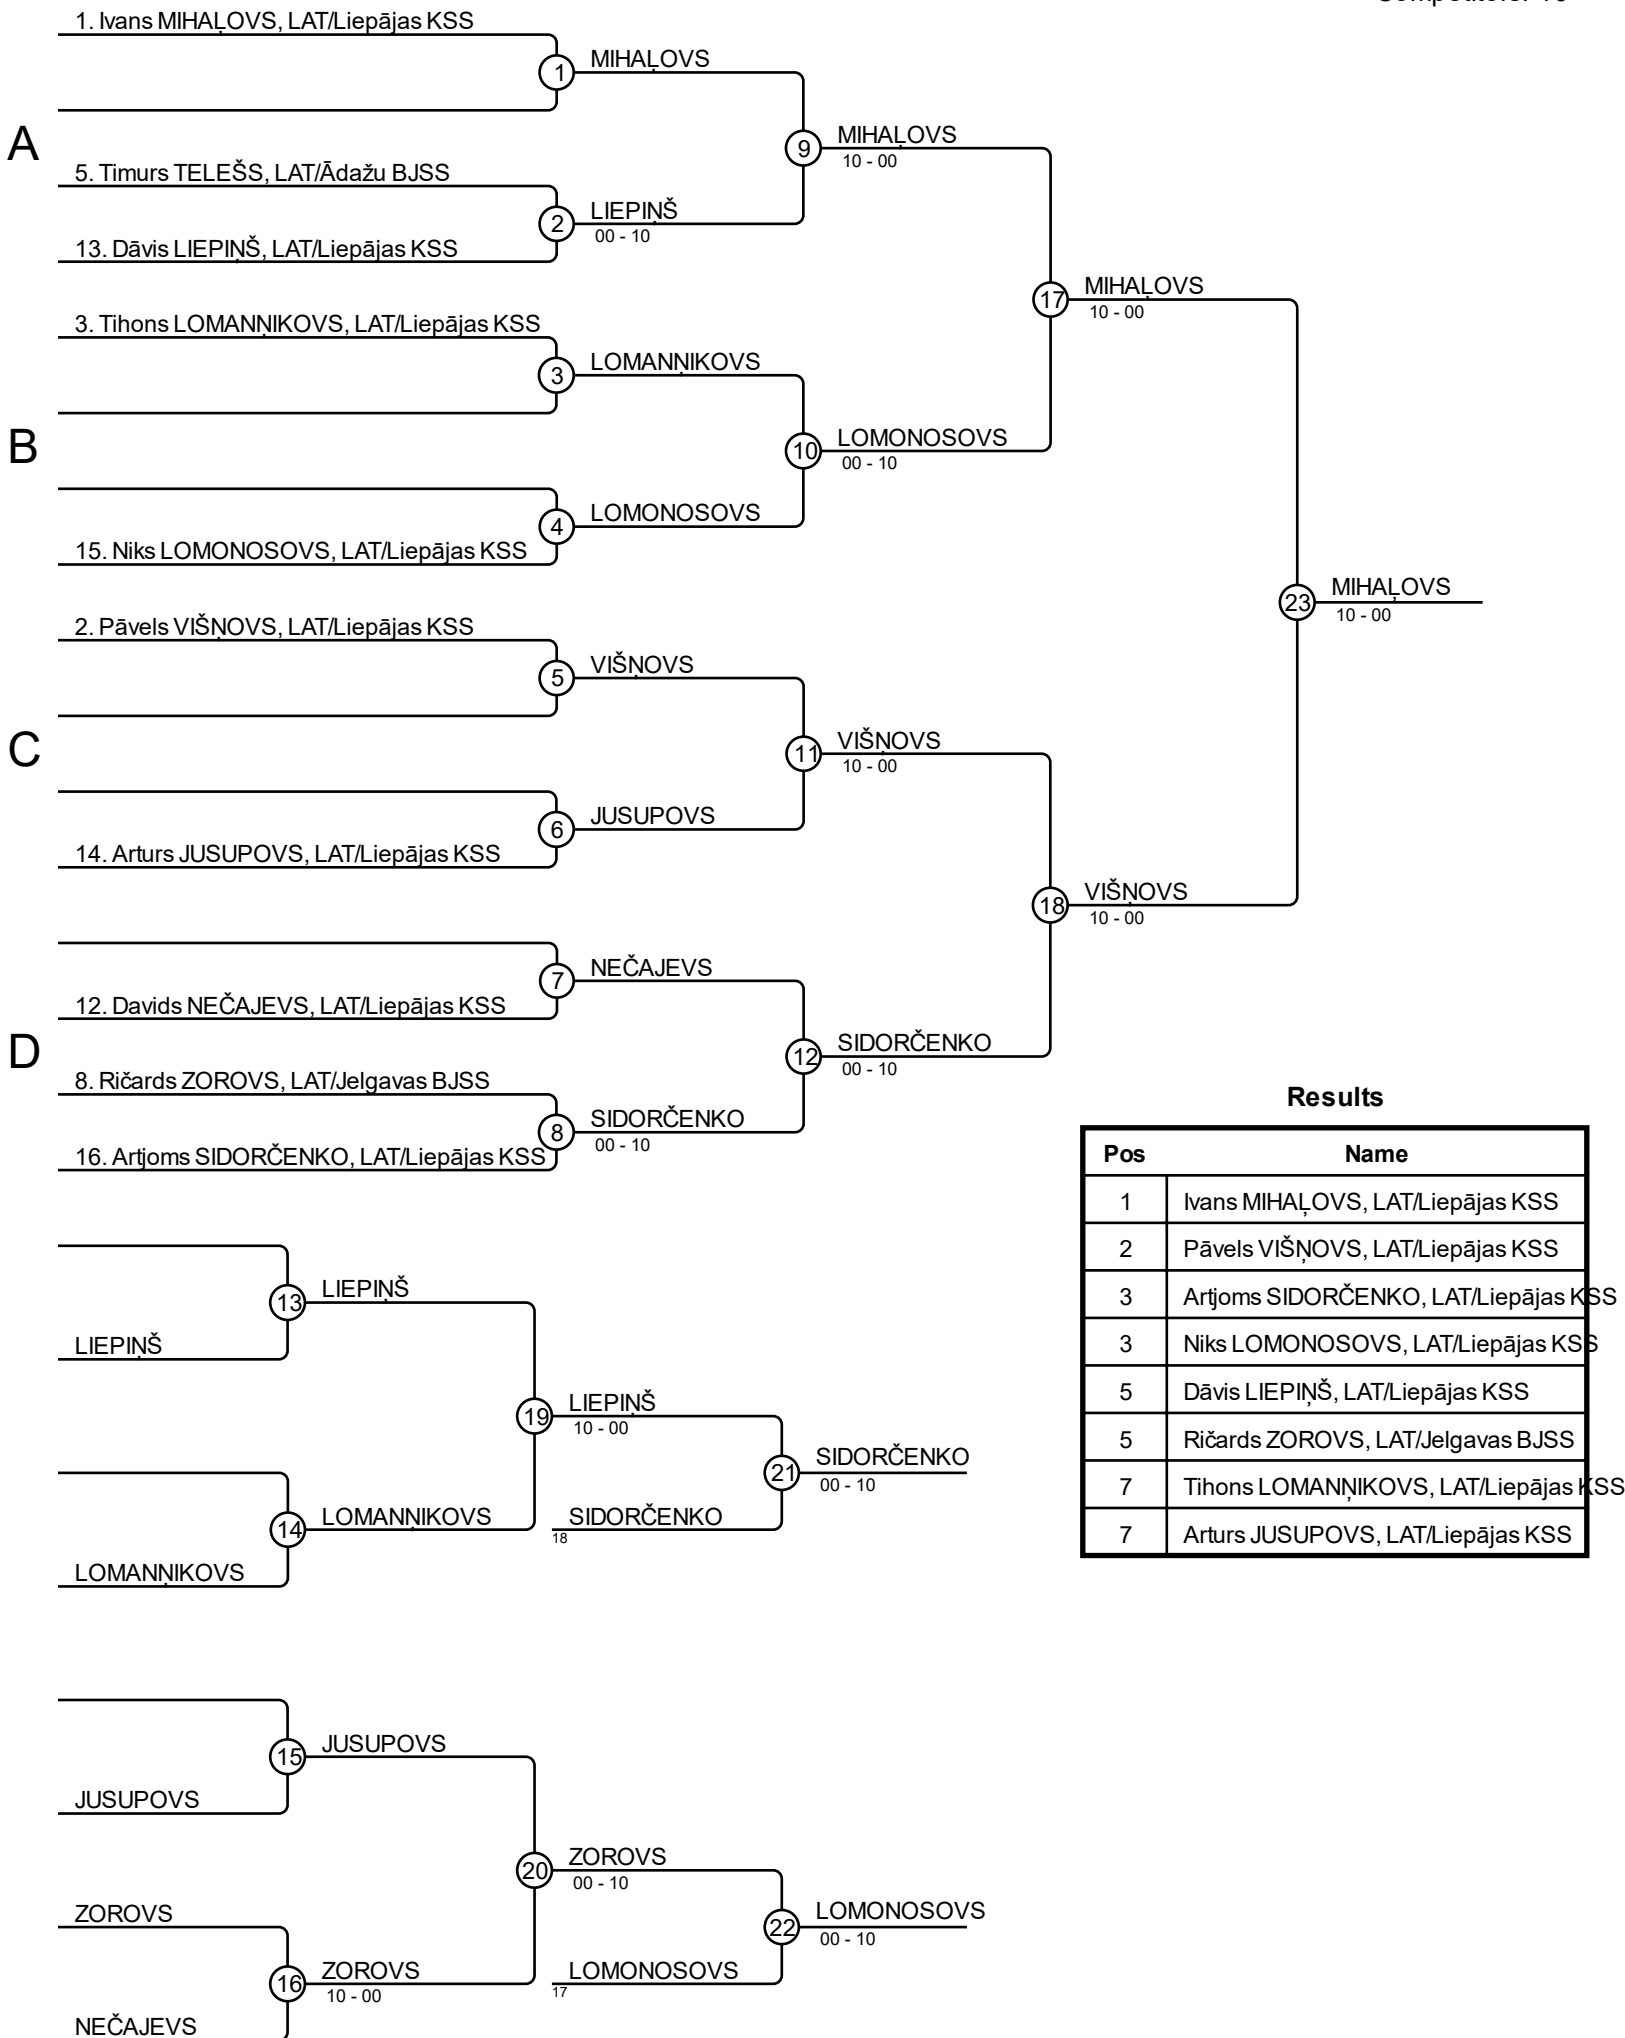 1. Ivans MIHAĻOVS, LAT/Liepājas KSS
1
MIHAĻOVS
A
9
MIHAĻOVS
10 - 00
5. Timurs TELEŠS, LAT/Ādažu BJSS
2
LIEPIŅŠ
00 - 10
13. Dāvis LIEPIŅŠ, LAT/Liepājas KSS
17
MIHAĻOVS
10 - 00
3. Tihons LOMANŅIKOVS, LAT/Liepājas KSS
3
LOMANŅIKOVS
B
10
LOMONOSOVS
00 - 10
4
LOMONOSOVS
15. Niks LOMONOSOVS, LAT/Liepājas KSS
23
MIHAĻOVS
10 - 00
2. Pāvels VIŠŅOVS, LAT/Liepājas KSS
5
VIŠŅOVS
C
11
VIŠŅOVS
10 - 00
6
JUSUPOVS
14. Arturs JUSUPOVS, LAT/Liepājas KSS
18
VIŠŅOVS
10 - 00
7
NEČAJEVS
12. Davids NEČAJEVS, LAT/Liepājas KSS
D
12
SIDORČENKO
00 - 10
8. Ričards ZOROVS, LAT/Jelgavas BJSS
8
SIDORČENKO
00 - 10
16. Artjoms SIDORČENKO, LAT/Liepājas KSS
Results
Pos Name
1 Ivans MIHAĻOVS, LAT/Liepājas KSS
2 Pāvels VIŠŅOVS, LAT/Liepājas KSS
3 Artjoms SIDORČENKO, LAT/Liepājas KSS
3 Niks LOMONOSOVS, LAT/Liepājas KSS
5 Dāvis LIEPIŅŠ, LAT/Liepājas KSS
5 Ričards ZOROVS, LAT/Jelgavas BJSS
7 Tihons LOMANŅIKOVS, LAT/Liepājas KSS
7 Arturs JUSUPOVS, LAT/Liepājas KSS
13
LIEPIŅŠ
LIEPIŅŠ
19
LIEPIŅŠ
10 - 00
21
SIDORČENKO
00 - 10
14
LOMANŅIKOVS
SIDORČENKO
18
LOMANŅIKOVS
15
JUSUPOVS
JUSUPOVS
20
ZOROVS
00 - 10
ZOROVS
22
LOMONOSOVS
00 - 10
16
ZOROVS
10 - 00
LOMONOSOVS
17
NEČAJEVS